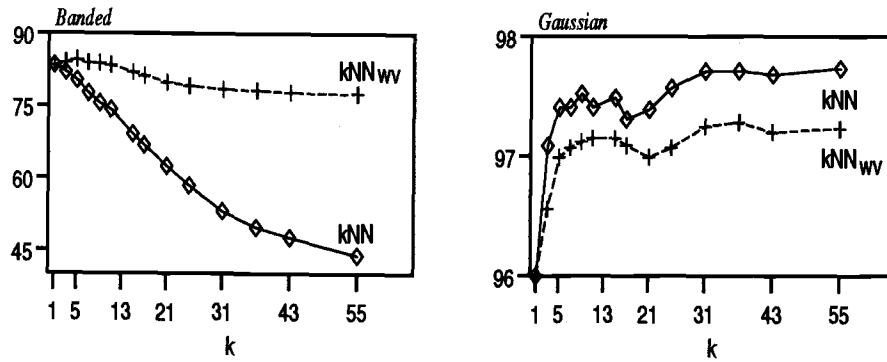 Banded
90
75
60
45
kNNWV
kNN
1 5 13 21 31 43 55
k
Gaussian
98
97
96
kNN
kNNWV
1 5 13 21 31 43 55
k